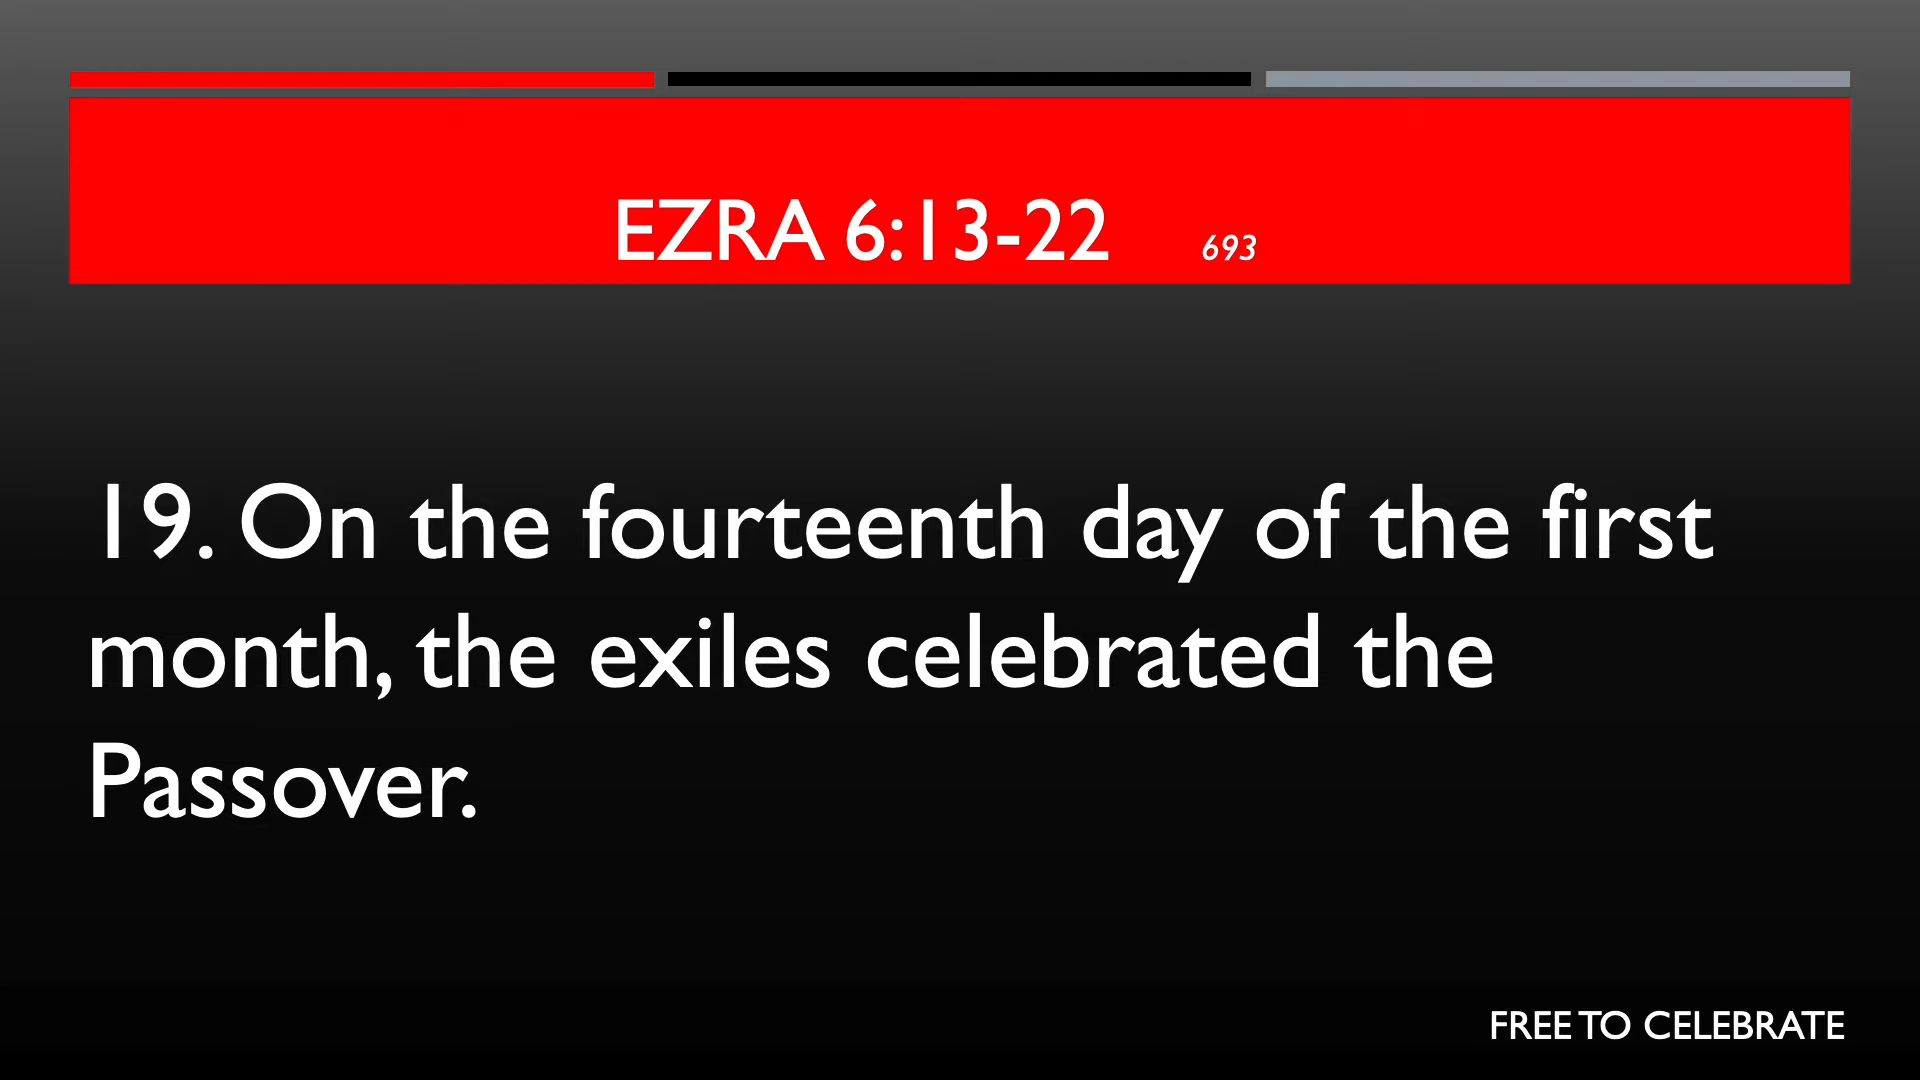 EZRA 6:13-22 693
19. On the fourteenth day of the first
month, the exiles celebrated the
Passover.
FREE TO CELEBRATE